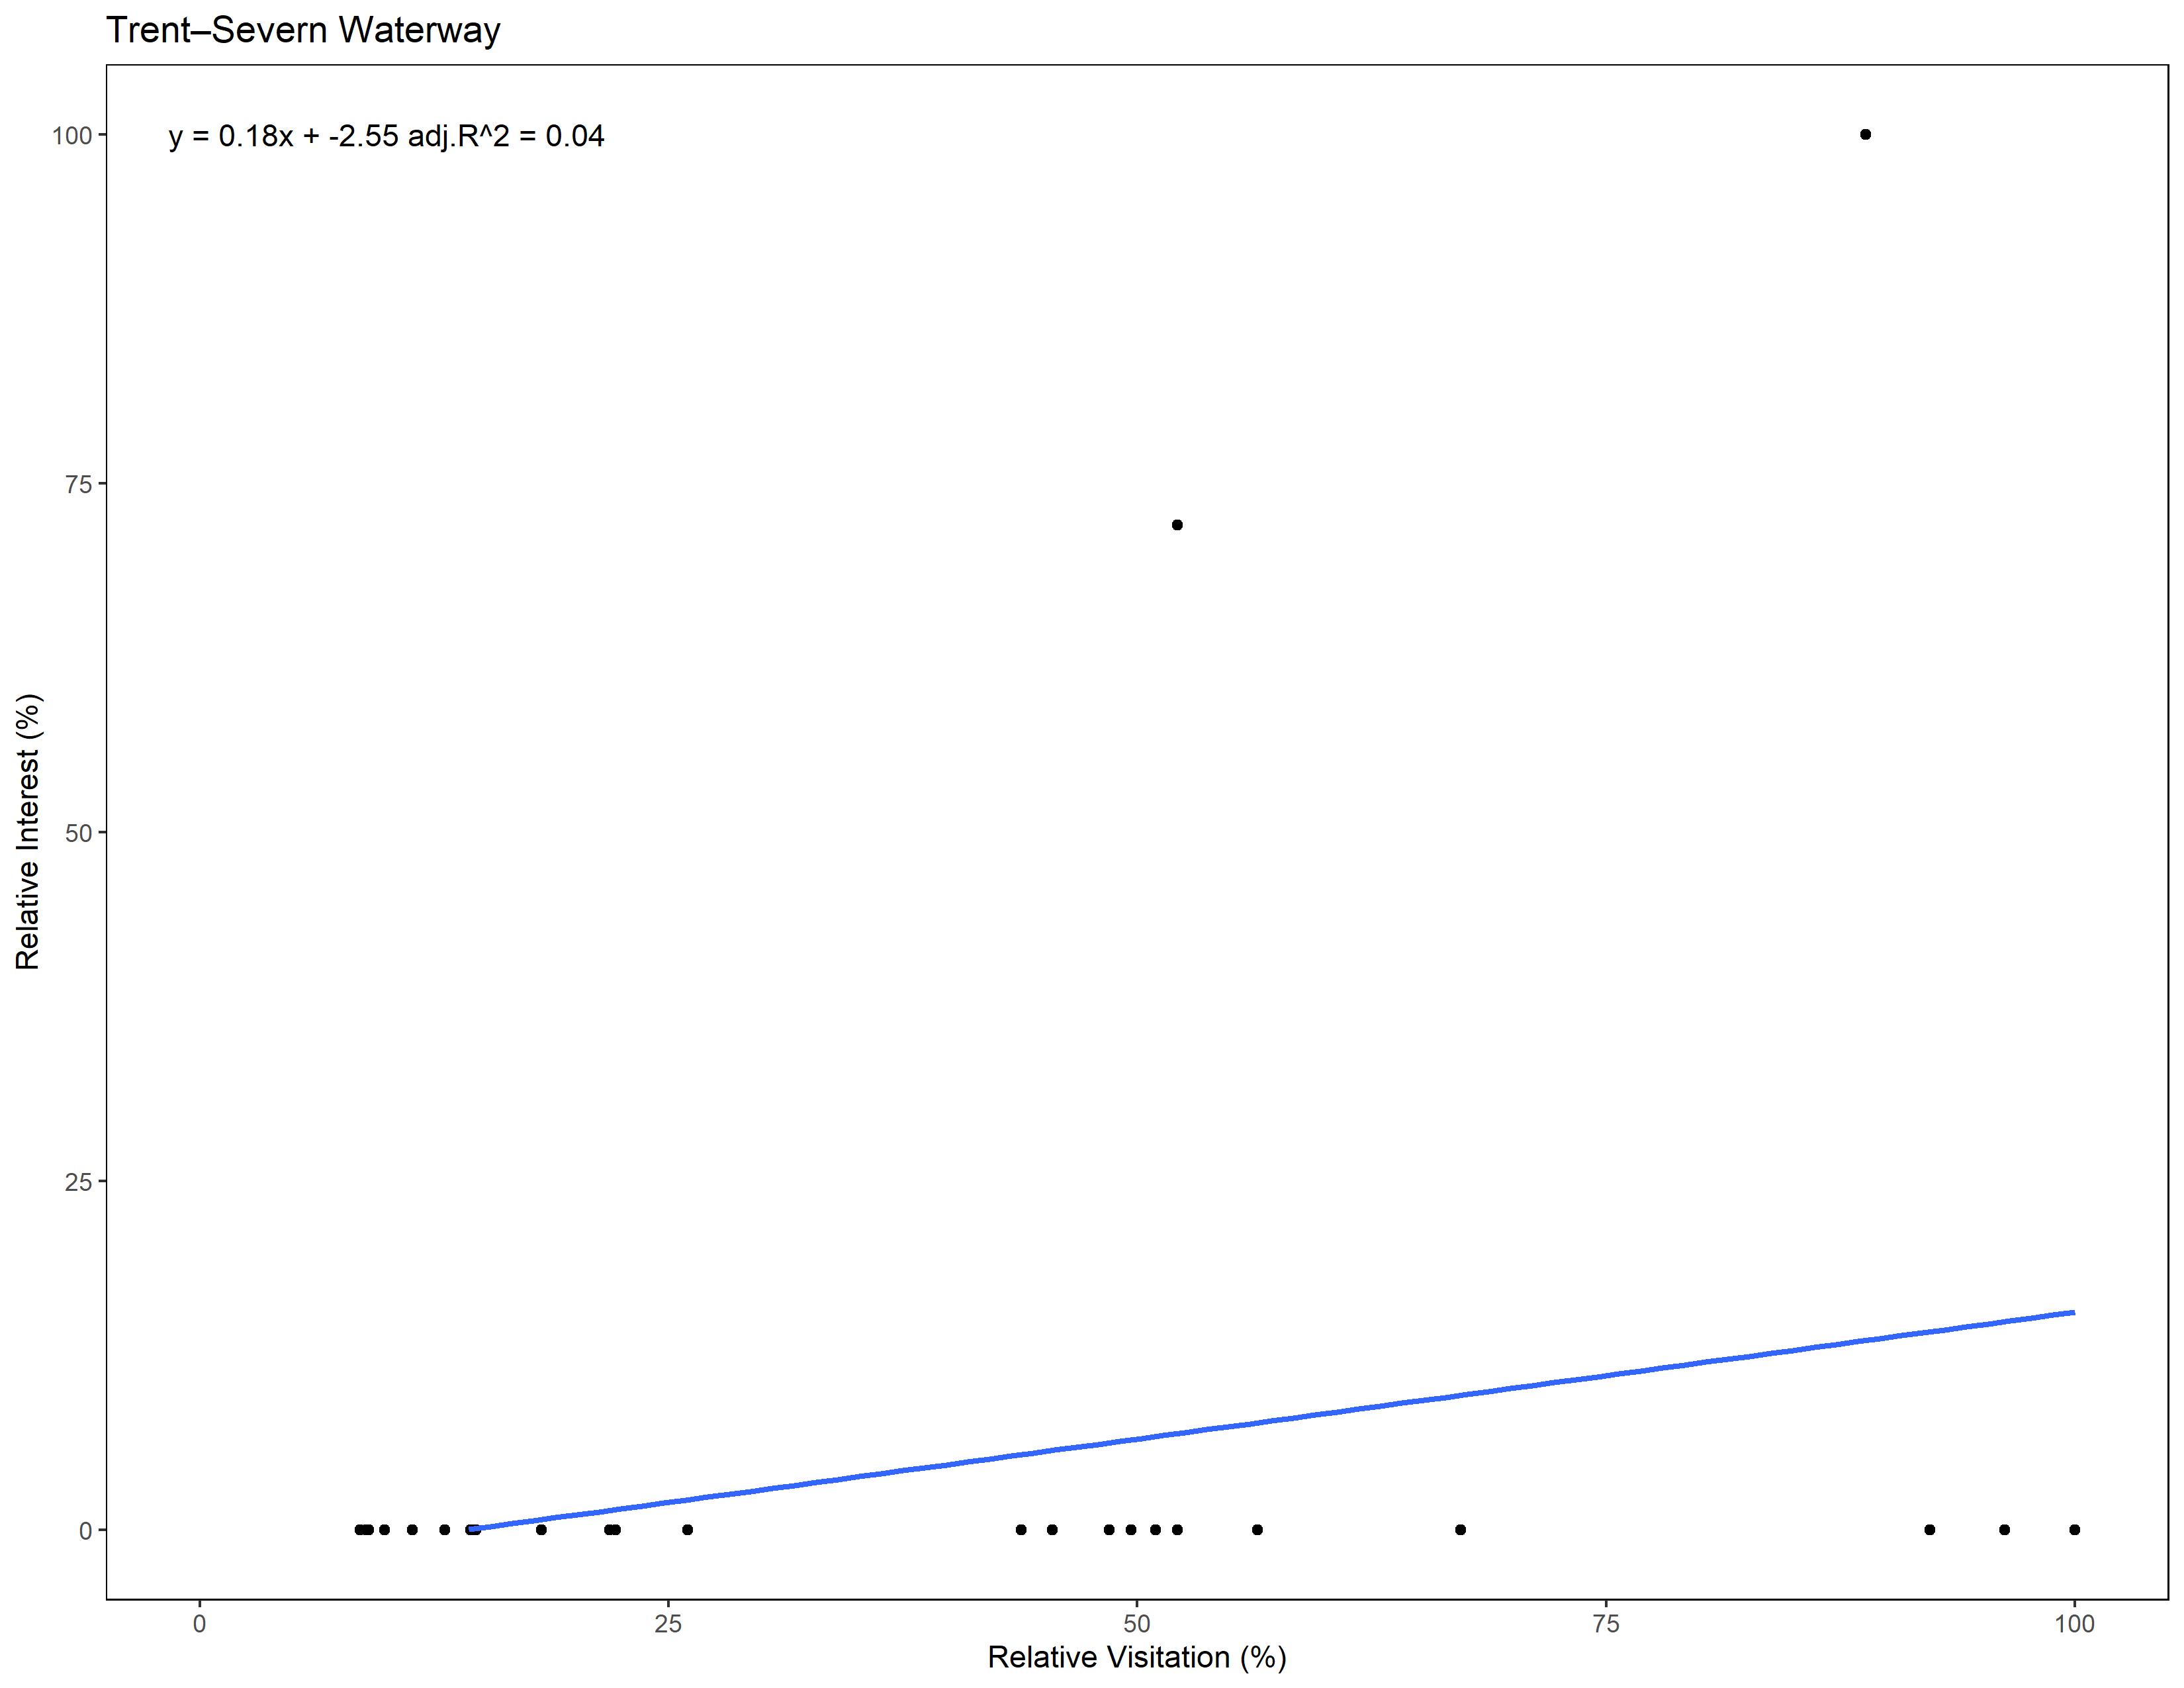 Trent–Severn Waterway
y = 0.18x + -2.55 adj.R^2 = 0.04
100
75
50
25
0
Relative Interest (%)
0 25 50 75 100
Relative Visitation (%)